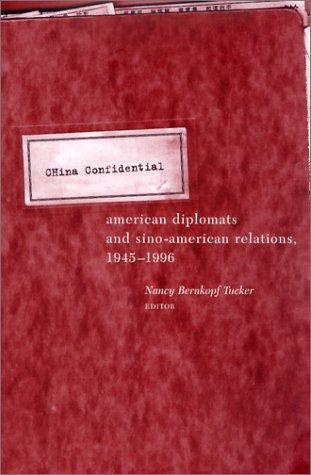 CHina Confidential
american diplomats
and sino-american relations,
1945–1996
Nancy Bernkopf Tucker
EDITOR